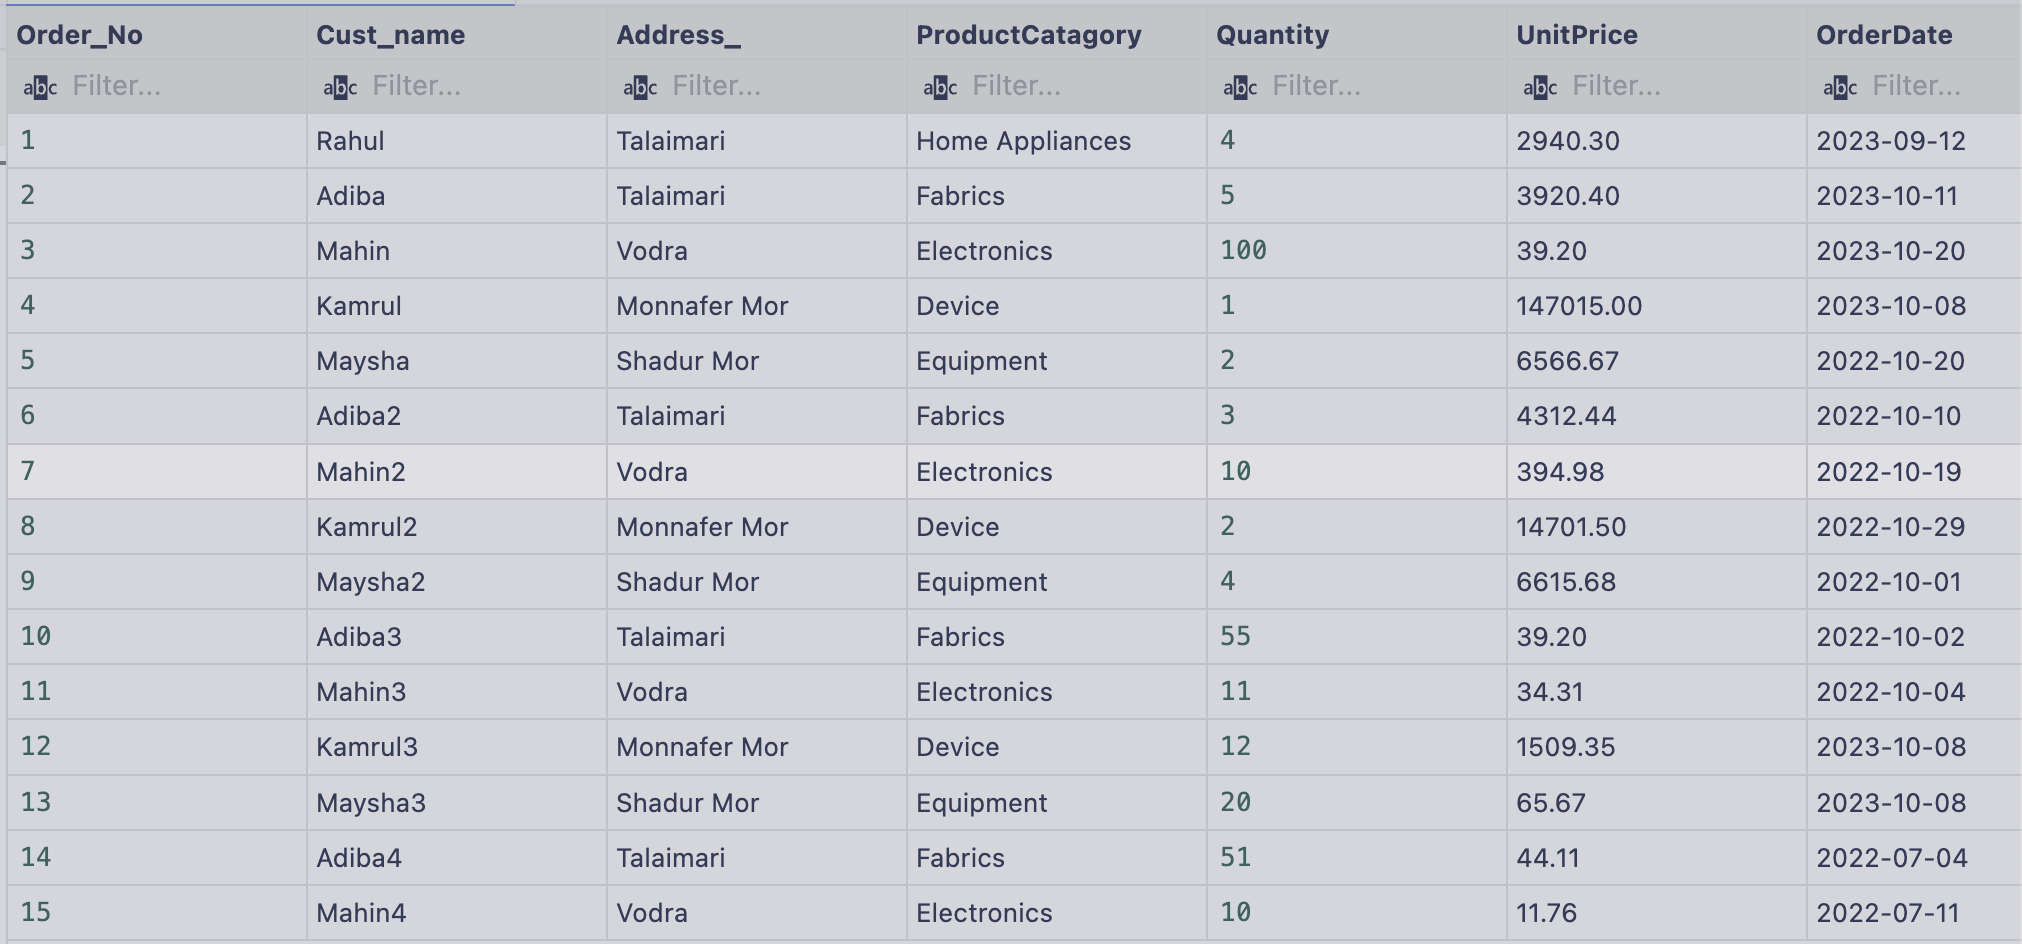 Order_No Cust_name Address_ ProductCatagory Quantity UnitPrice OrderDate
abc Filter... abc Filter... abc Filter... abc Filter... abc Filter... abc Filter... abc Filter...
1 Rahul Talaimari Home Appliances 4 2940.30 2023-09-12
2 Adiba Talaimari Fabrics 5 3920.40 2023-10-11
3 Mahin Vodra Electronics 100 39.20 2023-10-20
4 Kamrul Monnafer Mor Device 1 147015.00 2023-10-08
5 Maysha Shadur Mor Equipment 2 6566.67 2022-10-20
6 Adiba2 Talaimari Fabrics 3 4312.44 2022-10-10
7 Mahin2 Vodra Electronics 10 394.98 2022-10-19
8 Kamrul2 Monnafer Mor Device 2 14701.50 2022-10-29
9 Maysha2 Shadur Mor Equipment 4 6615.68 2022-10-01
10 Adiba3 Talaimari Fabrics 55 39.20 2022-10-02
11 Mahin3 Vodra Electronics 11 34.31 2022-10-04
12 Kamrul3 Monnafer Mor Device 12 1509.35 2023-10-08
13 Maysha3 Shadur Mor Equipment 20 65.67 2023-10-08
14 Adiba4 Talaimari Fabrics 51 44.11 2022-07-04
15 Mahin4 Vodra Electronics 10 11.76 2022-07-11